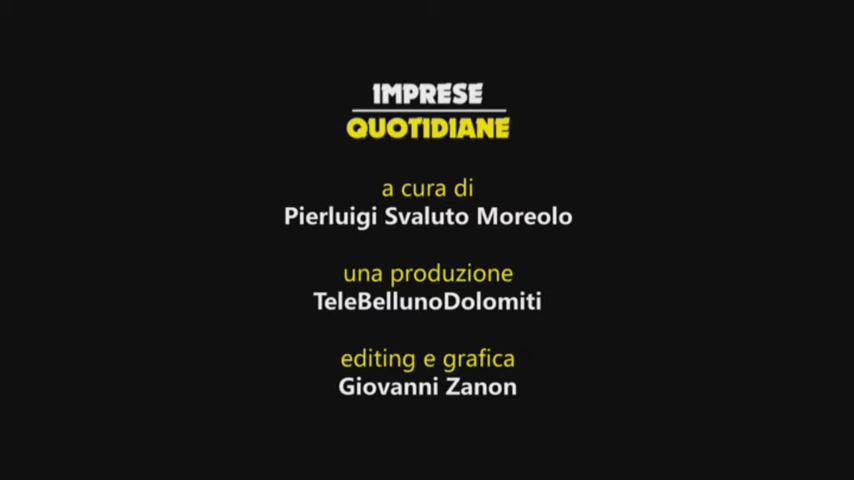 IMPRESE
QUOTIDIANE
a cura di
Pierluigi Svaluto Moreolo
una produzione
TeleBellunoDolomiti
editing e grafica
Giovanni Zanon